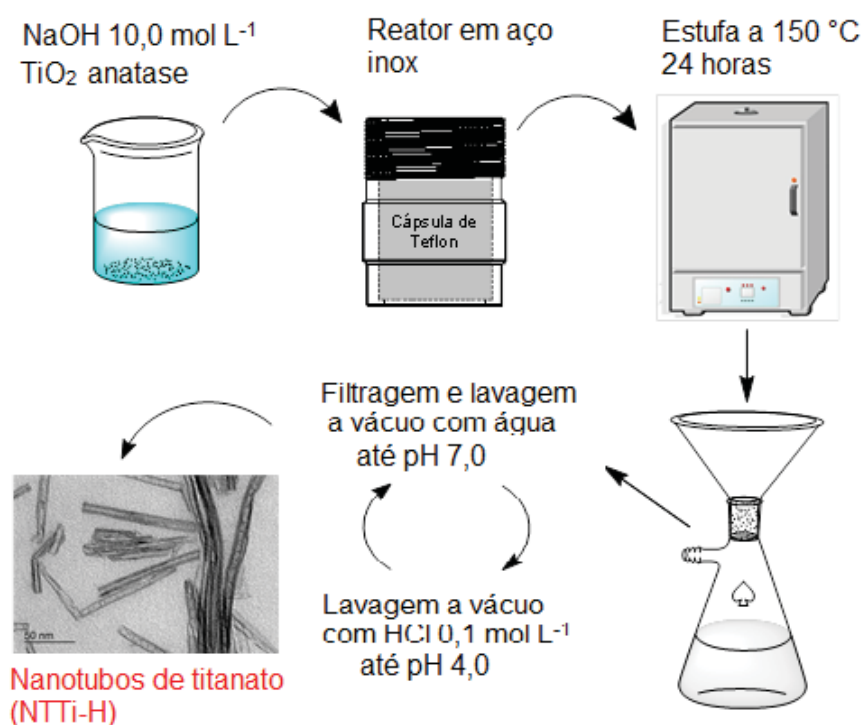 NaOH 10,0 mol L-1
TiO2 anatase
Reator em aço
inox
Estufa a 150 °C
24 horas
Cápsula de
Teflon
Filtragem e lavagem
a vácuo com água
até pH 7,0
Lavagem a vácuo
com HCl 0,1 mol L-1
até pH 4,0
50 nm
Nanotubos de titanato
(NTTi-H)